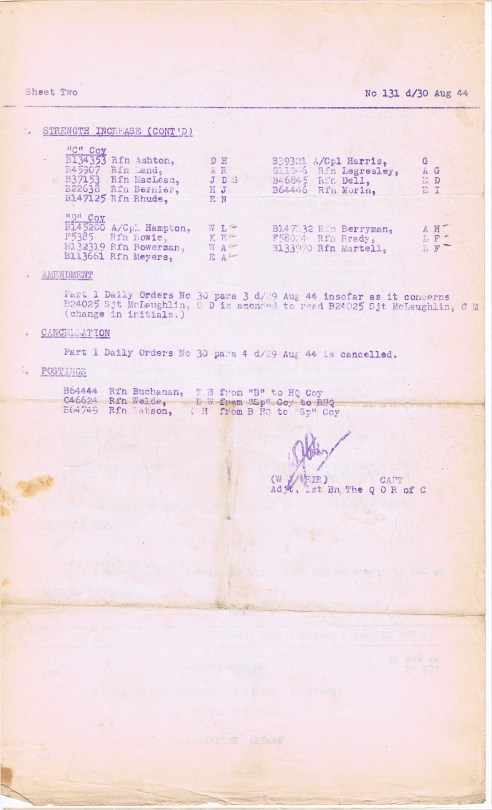 Sheet Two No 131 d/30 Aug 44
STRENGTH INCREASE (CONT'D)
"C" Coy
B134353 Rfn Ashton, D H B39321 A/Cpl Harris, G
B45907 Rfn A R Rfn Legresley, A G
B37153 Rfn MacLean, J D B46845 Rfn Dell, E D
B22638 Rfn Bernier, H J B64446 Rfn Morin, E I
B147125 Rfn Rhude, E N
"D" Coy
B145200 A/Cpl Hampton, W L Rfn Berryman, A H
F5385 Rfn Bowie, K E Rfn Brady, L F
B132319 Rfn Bowerman, W A Rfn Martell, L F
B113661 Rfn Meyers, E A
AMENDMENT
Part 1 Daily Orders No 30 para 3 d/29 Aug 44 insofar as it concerns
B24025 Sjt McLaughlin, D is amended to read B24025 Sjt McLaughlin, C M
(change in initials.)
CANCELLATION
Part 1 Daily Orders No 30 para 4 d/29 Aug 44 is cancelled.
POSTINGS
B64444 Rfn Buchanan, T B from "B" to HQ Coy
C46624 Rfn Welds, E W from "Sp" Coy to BHQ
B64749 Rfn H from B HQ to "Sp" Coy
(W CAPT
Adjt, 1st Bn The Q O R of C